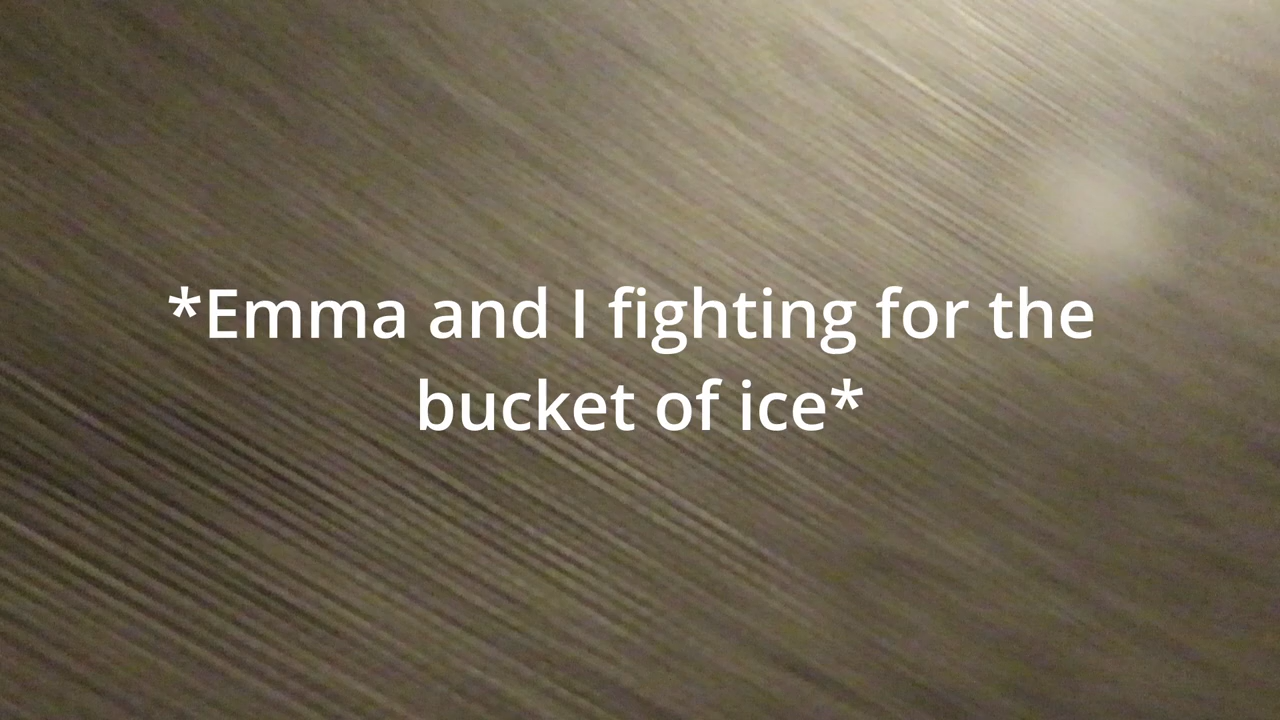 *Emma and I fighting for the
bucket of ice*